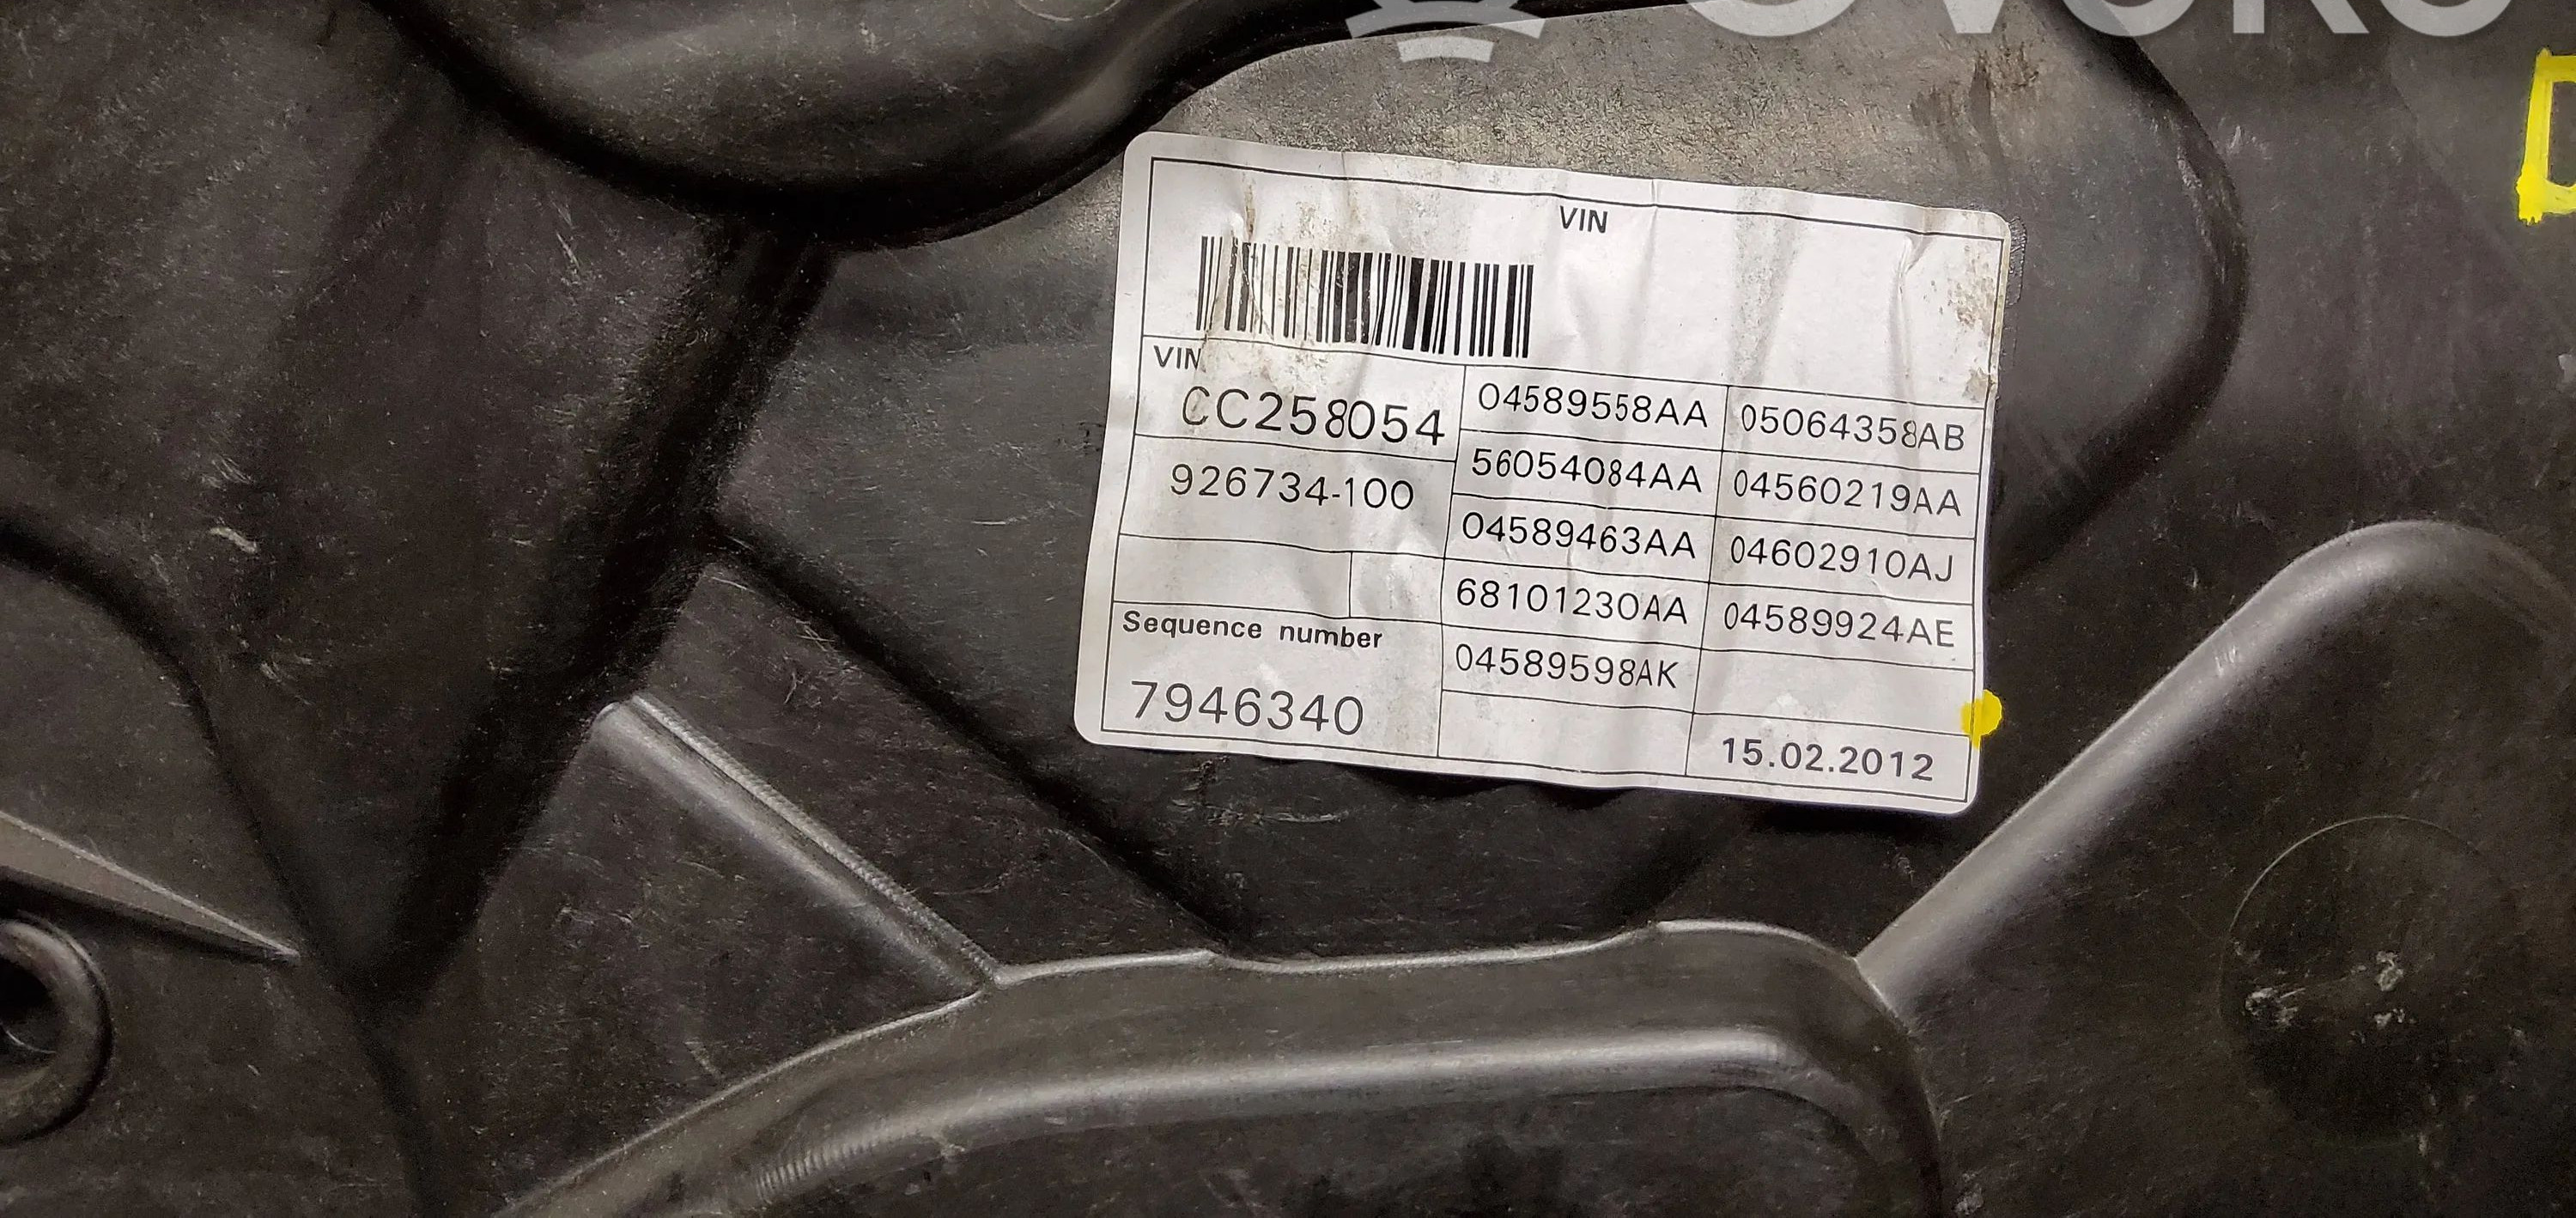 VIN
VIN
CC258054
926734-100
04589558AA 05064358AB
56054084AA 04560219AA
04589463AA 04602910AJ
68101230AA 04589924AE
04589598AK
Sequence number
7946340
15.02.2012